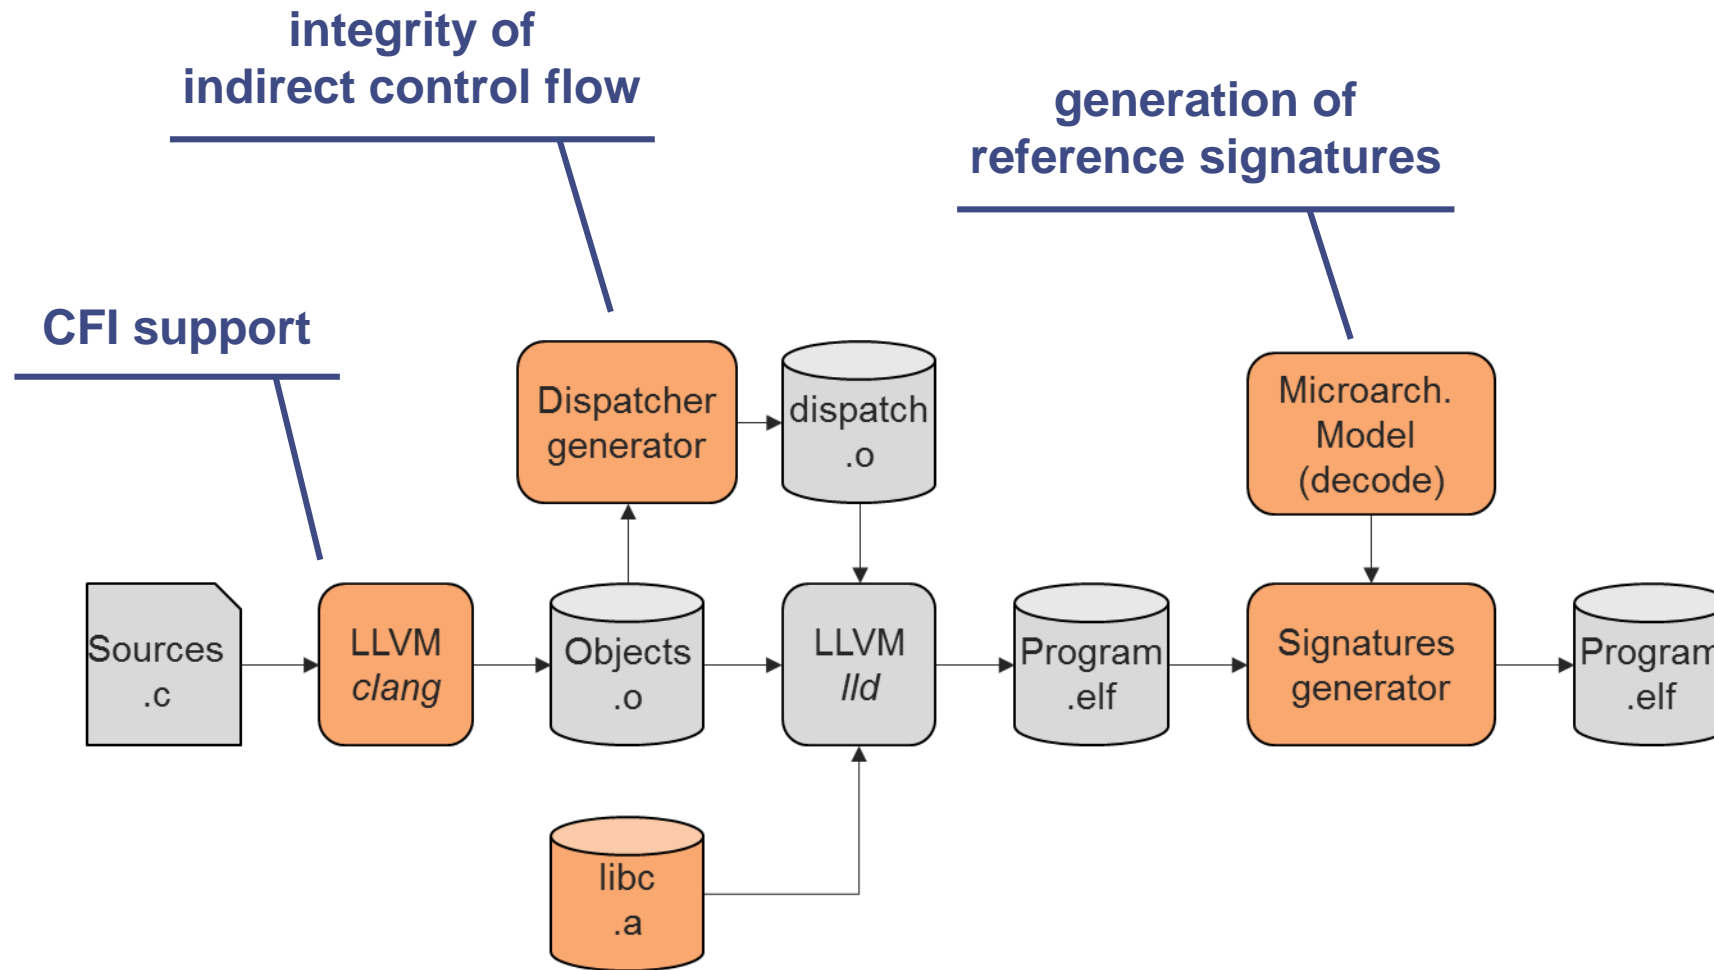 integrity of
indirect control flow
generation of
reference signatures
CFI support
Dispatcher
generator
dispatch
.o
Microarch.
Model
(decode)
Sources
.c
LLVM
clang
Objects
.o
LLVM
lld
Program
.elf
Signatures
generator
Program
.elf
libc
.a